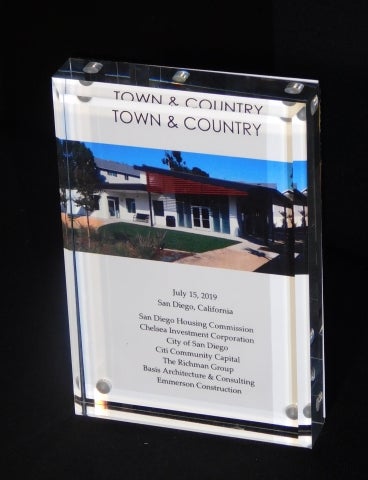 TOWN & COUNTRY
TOWN & COUNTRY
July 15, 2019
San Diego, California
San Diego Housing Commission
Chelsea Investment Corporation
City of San Diego
Citi Community Capital
The Richman Group
Basis Architecture & Consulting
Emmerson Construction